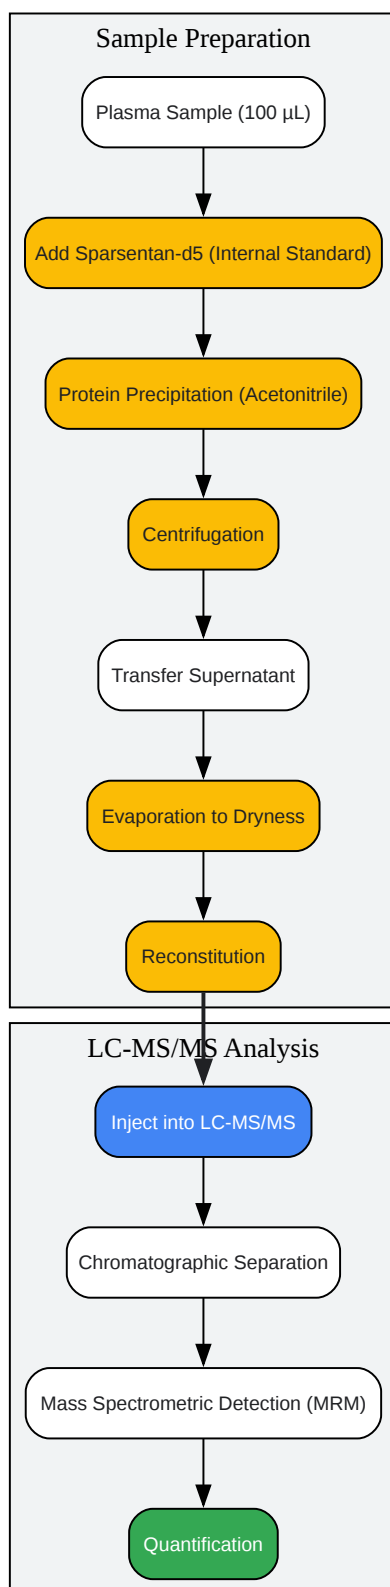 Sample Preparation
Plasma Sample (100 µL)
Add Sparsentan-d5 (Internal Standard)
Protein Precipitation (Acetonitrile)
Centrifugation
Transfer Supernatant
Evaporation to Dryness
Reconstitution
LC-MS/MS Analysis
Inject into LC-MS/MS
Chromatographic Separation
Mass Spectrometric Detection (MRM)
Quantification